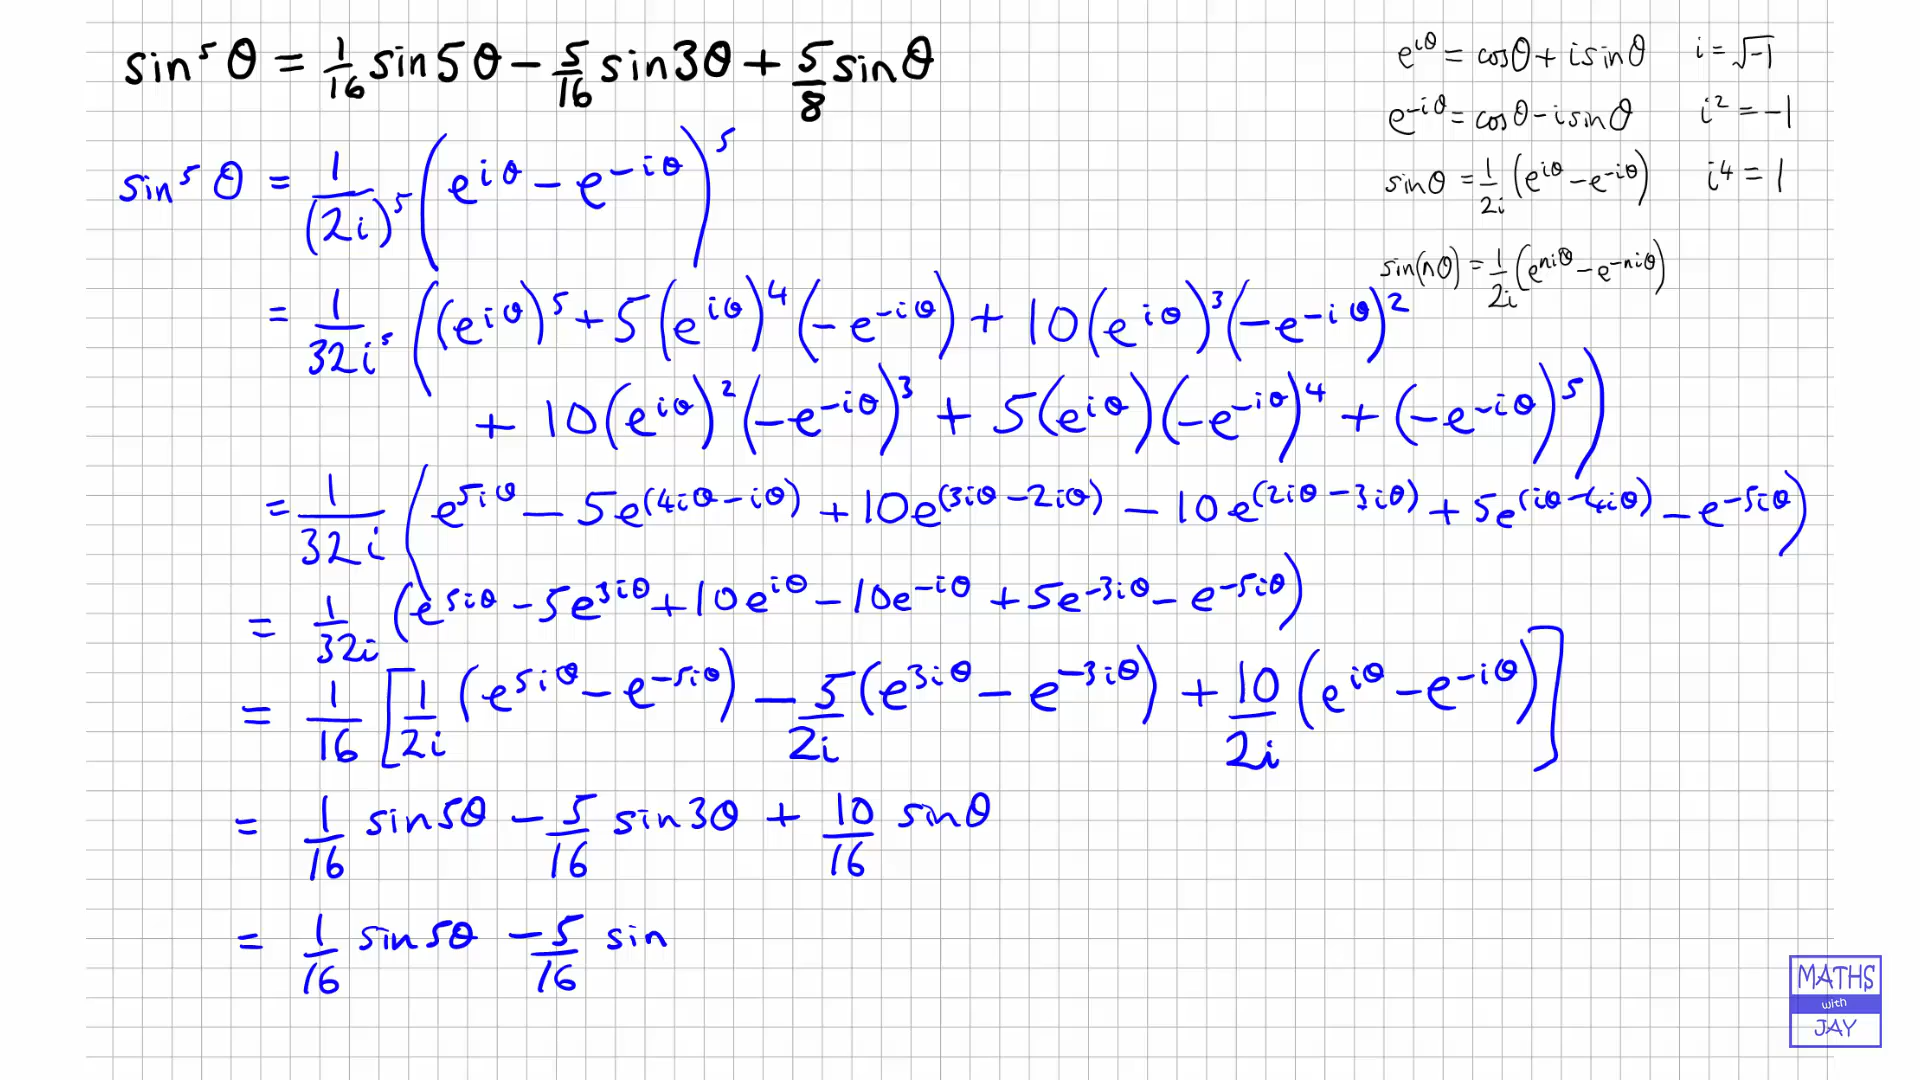 sin⁵θ = 1/16 sin5θ − 5/16 sin3θ + 5/8 sinθ
e^{iθ} = cosθ + isinθ   i = √-1
e^{-iθ} = cosθ − isinθ   i² = −1
sinθ = 1/2i (e^{iθ} − e^{-iθ})   i⁴ = 1
sin(nθ) = 1/2i (e^{niθ} − e^{-niθ})
sin⁵θ = 1/(2i)⁵ (e^{iθ} − e^{-iθ})⁵
= 1/32i⁵ ((e^{iθ})⁵ + 5(e^{iθ})⁴(−e^{-iθ}) + 10(e^{iθ})³(−e^{-iθ})²
+ 10(e^{iθ})²(−e^{-iθ})³ + 5(e^{iθ})(−e^{-iθ})⁴ + (−e^{-iθ})⁵)
= 1/32i (e^{5iθ} − 5e^{(4iθ−iθ)} + 10e^{(3iθ−2iθ)} − 10e^{(2iθ−3iθ)} + 5e^{(iθ−4iθ)} − e^{-5iθ})
= 1/32i (e^{5iθ} − 5e^{3iθ} + 10e^{iθ} − 10e^{-iθ} + 5e^{-3iθ} − e^{-5iθ})
= 1/16 [1/2i (e^{5iθ} − e^{-5iθ}) − 5/2i (e^{3iθ} − e^{-3iθ}) + 10/2i (e^{iθ} − e^{-iθ})]
= 1/16 sin5θ − 5/16 sin3θ + 10/16 sinθ
= 1/16 sin5θ − 5/16 sin
MATHS
with
JAY